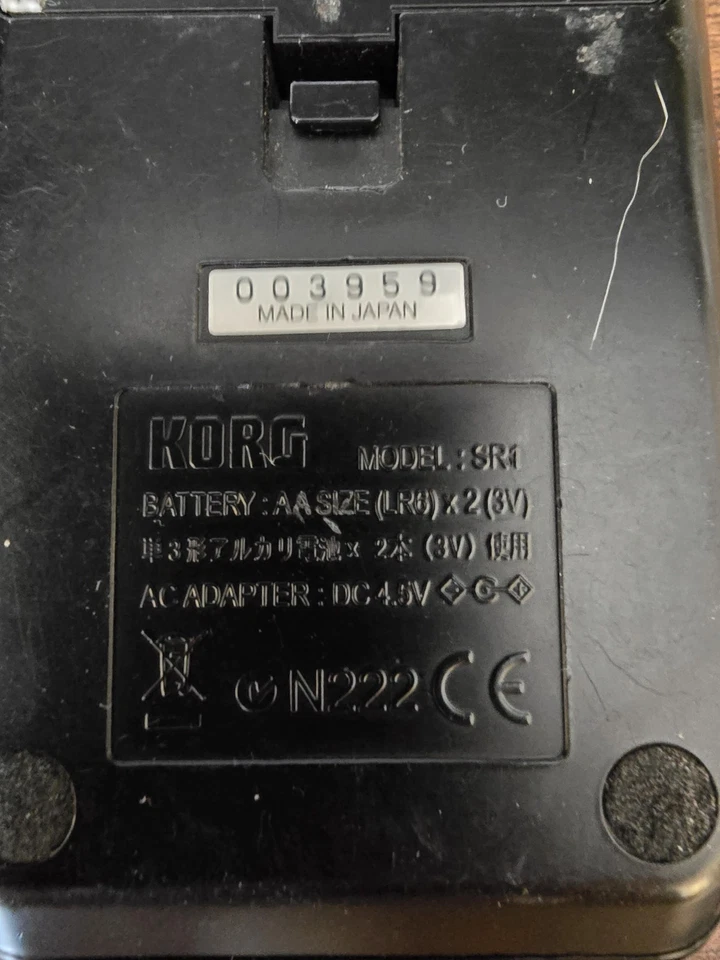 003959
MADE IN JAPAN
KORG MODEL : SR1
BATTERY : AA SIZE (LR6) x 2 (3V)
単3形アルカリ電池 x 2本 (3V) 使用
AC ADAPTER : DC 4.5V
N222 CE